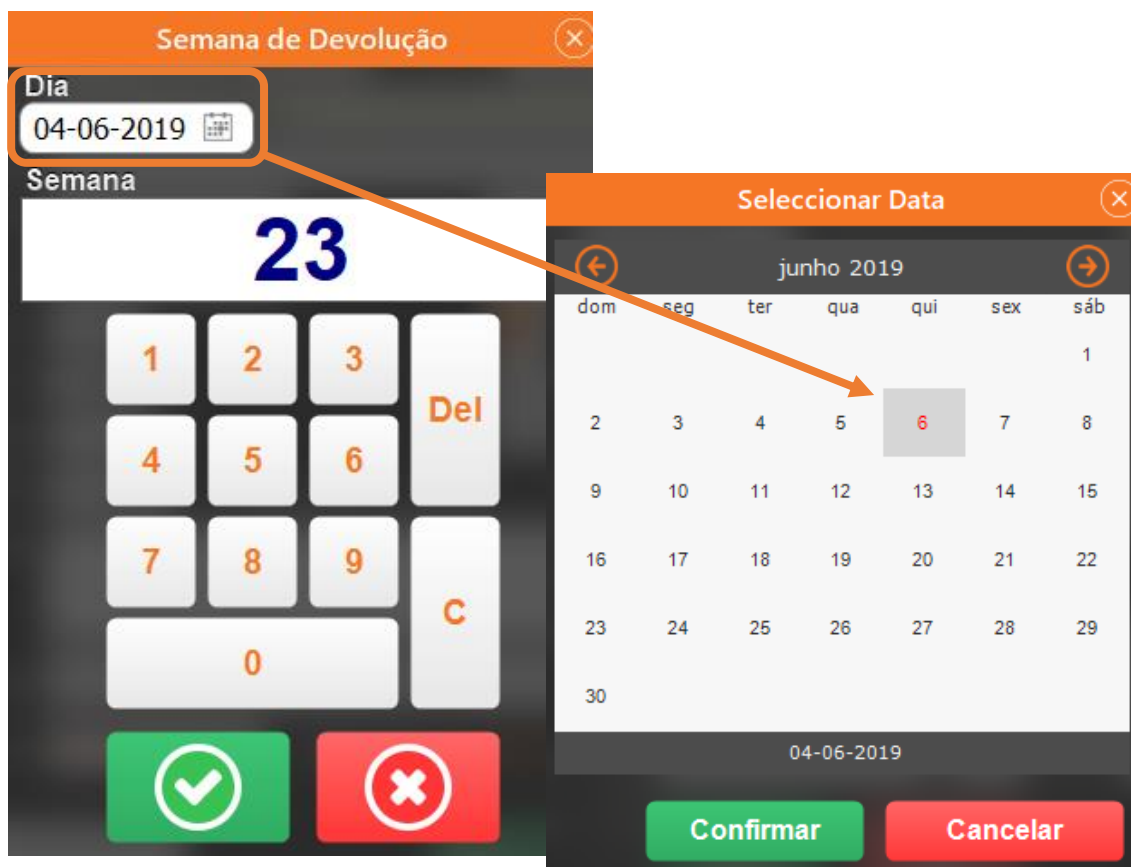 Semana de Devolução
Dia
04-06-2019
Semana
23
1 2 3
Del
4 5 6
7 8 9
C
0
Seleccionar Data
junho 2019
dom seg ter qua qui sex sáb
1
2 3 4 5 6 7 8
9 10 11 12 13 14 15
16 17 18 19 20 21 22
23 24 25 26 27 28 29
30
04-06-2019
Confirmar Cancelar